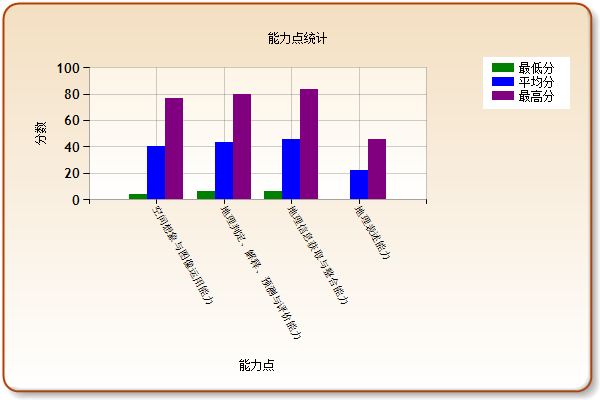 能力点统计
最低分
平均分
最高分
分数
100
80
60
40
20
0
空间想象与图像运用能力
地理判定、解释、预测与评价能力
地理信息获取与整合能力
地理表述能力
能力点